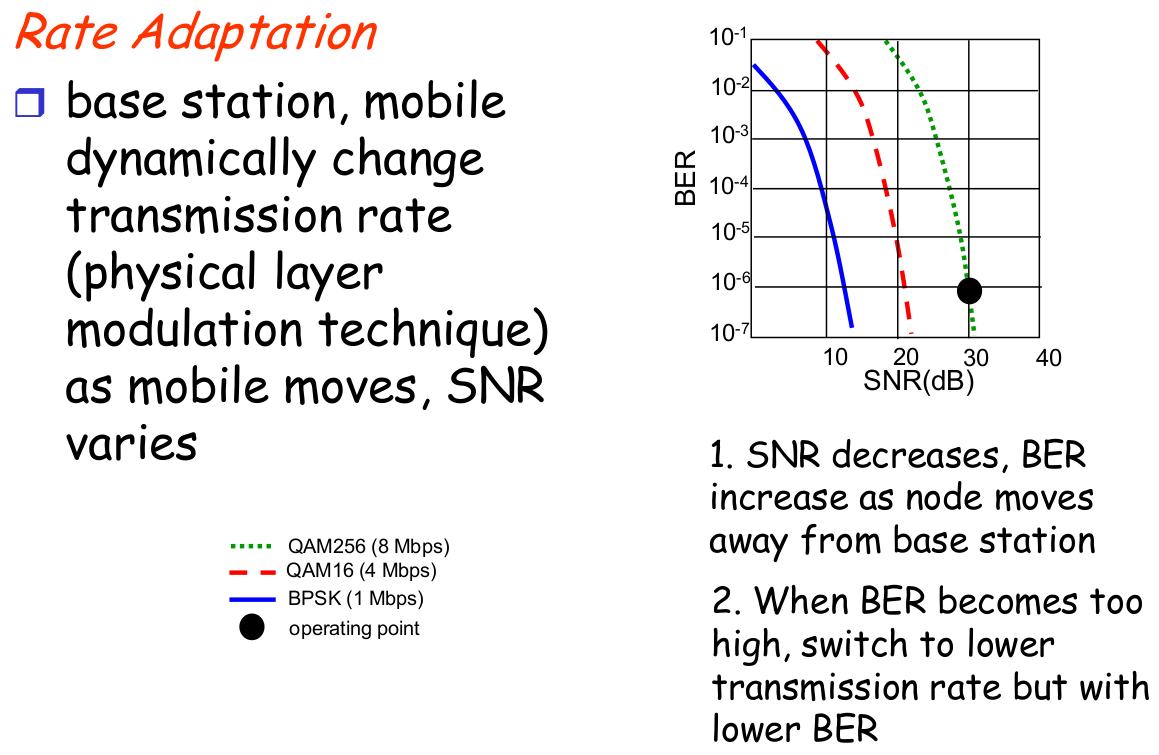 Rate Adaptation
base station, mobile
dynamically change
transmission rate
(physical layer
modulation technique)
as mobile moves, SNR
varies
QAM256 (8 Mbps)
QAM16 (4 Mbps)
BPSK (1 Mbps)
operating point
10-1
10-2
10-3
10-4
10-5
10-6
10-7
BER
10 20 30 40
SNR(dB)
1. SNR decreases, BER
increase as node moves
away from base station
2. When BER becomes too
high, switch to lower
transmission rate but with
lower BER